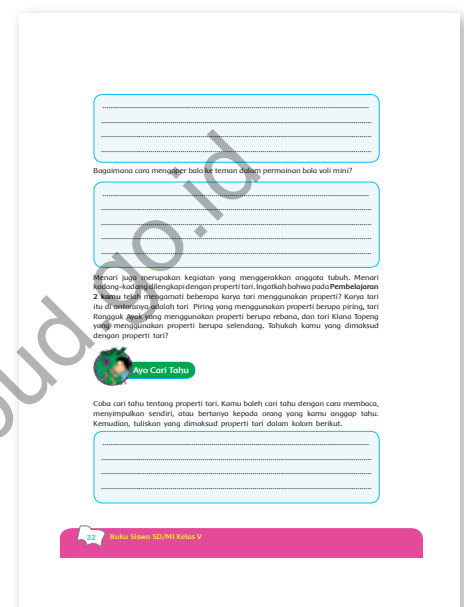 Bagaimana cara mengoper balo ke teman dalam permainan bola voli mini?
Menari juga merupakan kegiatan yang menggerakkan anggota tubuh. Menari
kadang-kadang dilengkapi dengan properti tari. Ingatkah bahwa pada Pembelajaran
2 kamu telah mengamati beberapa karya tari menggunakan properti? Karya tari
itu di antaranya adalah tari Piring yang menggunakan properti berupa piring, tari
Rangguk Ayak yang menggunakan properti berupa rebana, dan tari Klana Topeng
yang menggunakan properti berupa selendang. Tahukah kamu yang dimaksud
dengan properti tari?
Ayo Cari Tahu
Coba cari tahu tentang properti tari. Kamu boleh cari tahu dengan cara membaca,
menyimpulkan sendiri, atau bertanya kepada orang yang kamu anggap tahu.
Kemudian, tuliskan yang dimaksud properti tari dalam kolom berikut.
32 Buku Siswa SD/MI Kelas V
bud.go.id